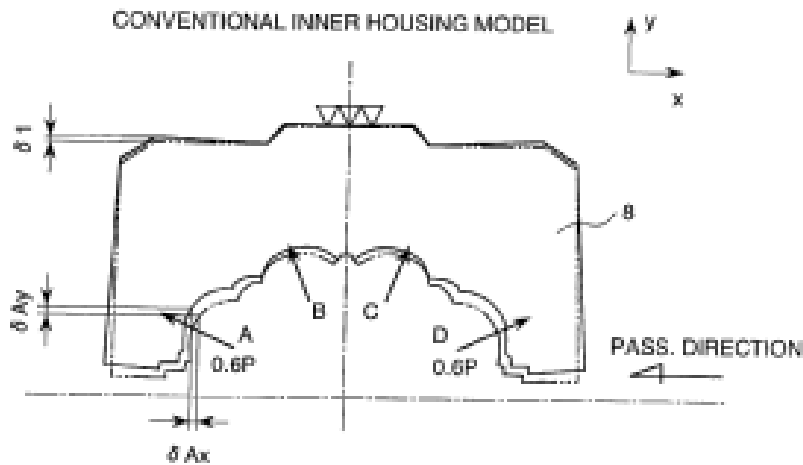 CONVENTIONAL INNER HOUSING MODEL
y
x
δ 1
8
δ Ay
B
C
A
D
0.6P
0.6P
PASS. DIRECTION
δ Ax